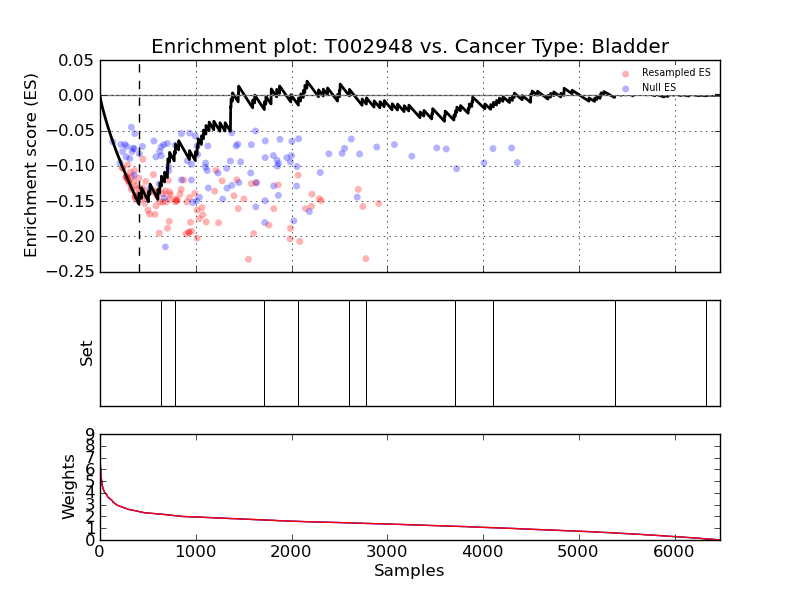 Enrichment plot: T002948 vs. Cancer Type: Bladder
Enrichment score (ES)
0.05
0.00
−0.05
−0.10
−0.15
−0.20
−0.25
Resampled ES
Null ES
Set
Weights
9
8
7
6
5
4
3
2
1
0
0 1000 2000 3000 4000 5000 6000
Samples